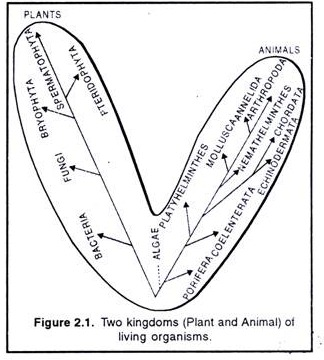 PLANTS
ANIMALS
SPERMATOPHYTA
PTERIDOPHYTA
BRYOPHYTA
FUNGI
BACTERIA
ALGAE
PLATYHELMINTHES
MOLLUSCA
ANNELIDA
ARTHROPODA
NEMATHELMINTHES
CHORDATA
ECHINODERMATA
COELENTERATA
PORIFERA
Figure 2.1. Two kingdoms (Plant and Animal) of
living organisms.